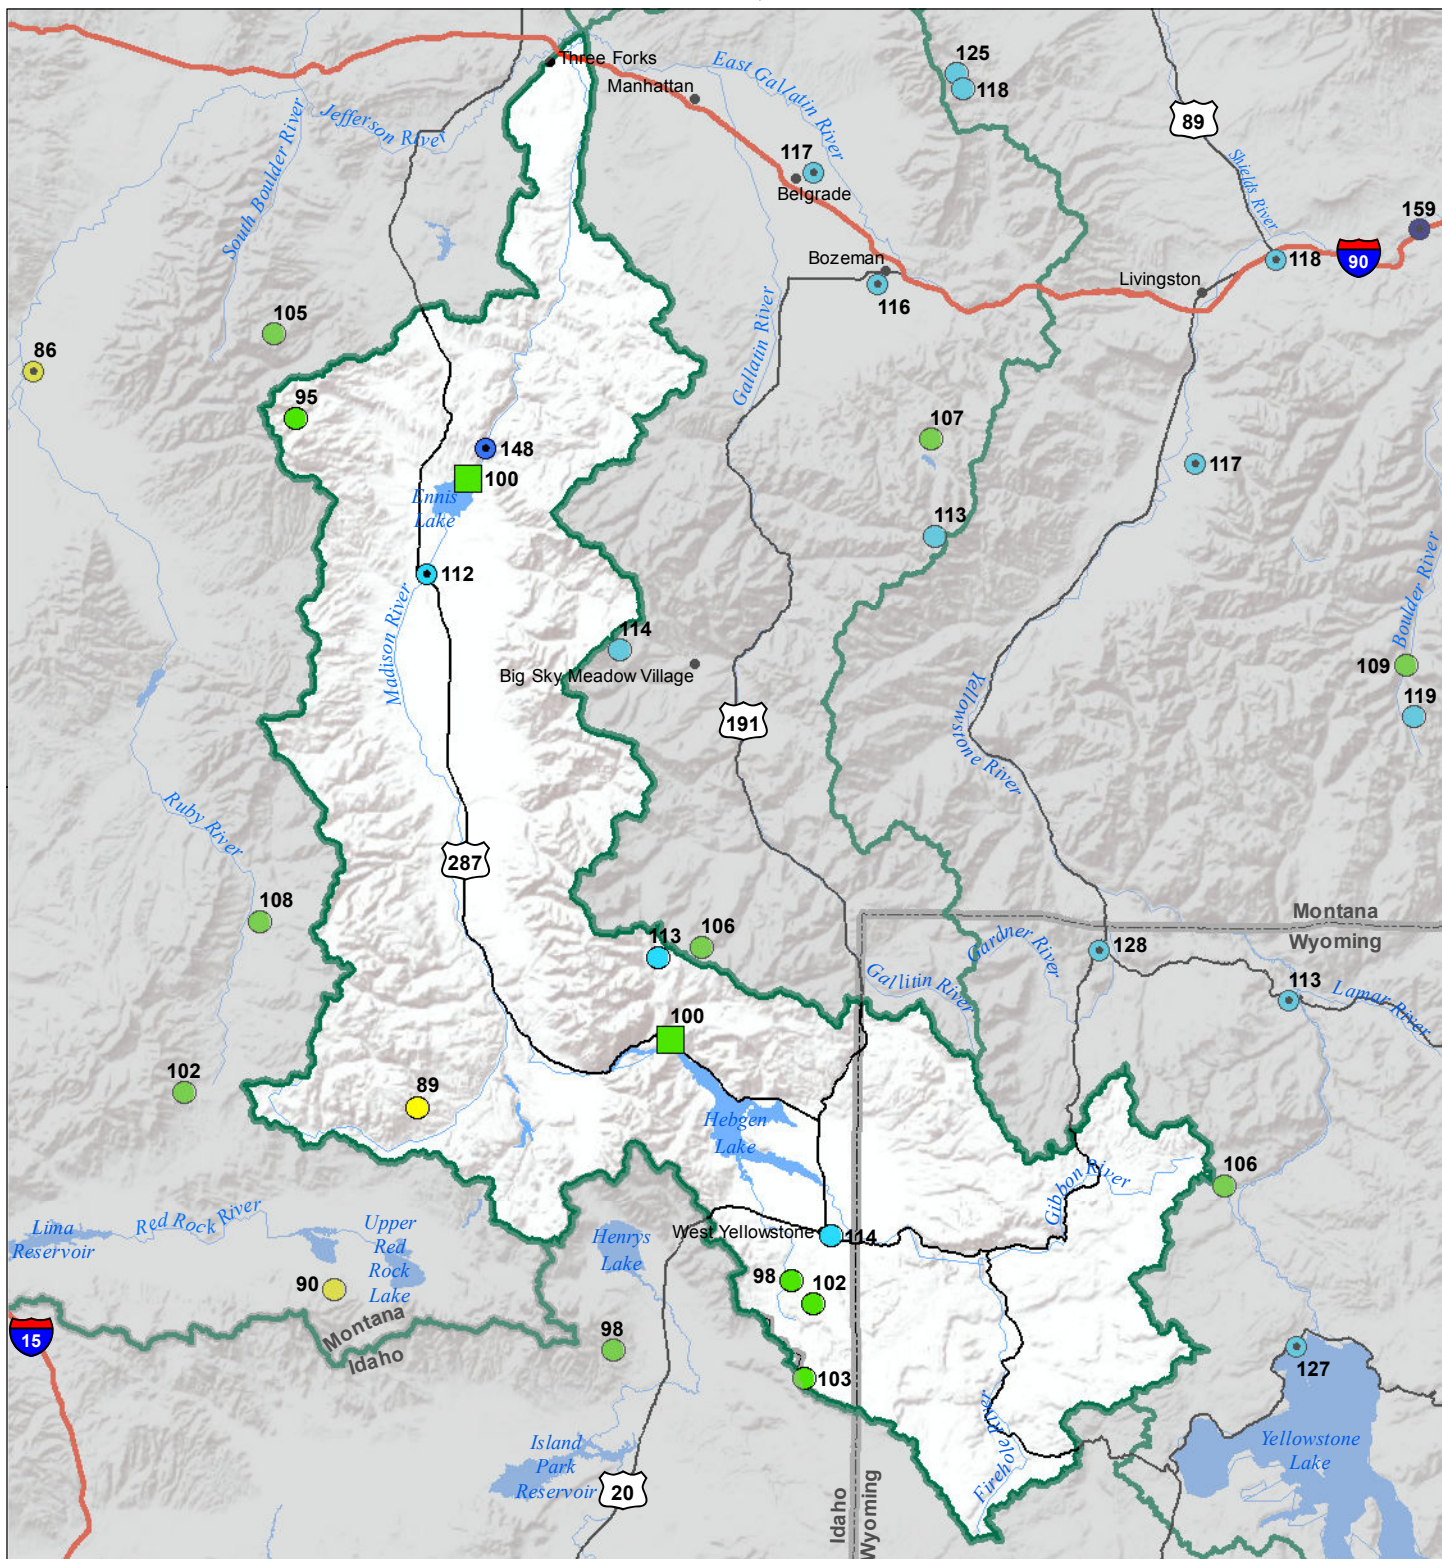 Three Forks
Manhattan
East Gallatin River
125
118
89
Jefferson River
South Boulder River
117
Belgrade
Shields River
159
Bozeman
116
Livingston
118
90
105
86
Gallatin River
95
107
148
100
117
Ennis
Lake
113
112
Boulder River
Madison River
114
Big Sky Meadow Village
109
119
191
Yellowstone River
Ruby River
287
108
113
106
Montana
Wyoming
Gardner River
128
Gallitin River
113
Lamar River
100
102
89
Hebgen
Lake
Gibbon River
106
Lima
Reservoir
Red Rock River
Upper
Red
Rock
Lake
Henrys
Lake
West Yellowstone
114
98
102
90
Montana
Idaho
15
98
103
127
Firehole River
Island
Park
Reservoir
20
Idaho
Wyoming
Yellowstone
Lake